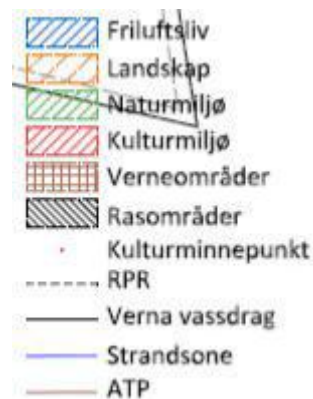 Friluftsliv
Landskap
Naturmiljø
Kulturmiljø
Verneområder
Rasområder
Kulturminnepunkt
RPR
Verna vassdrag
Strandsone
ATP